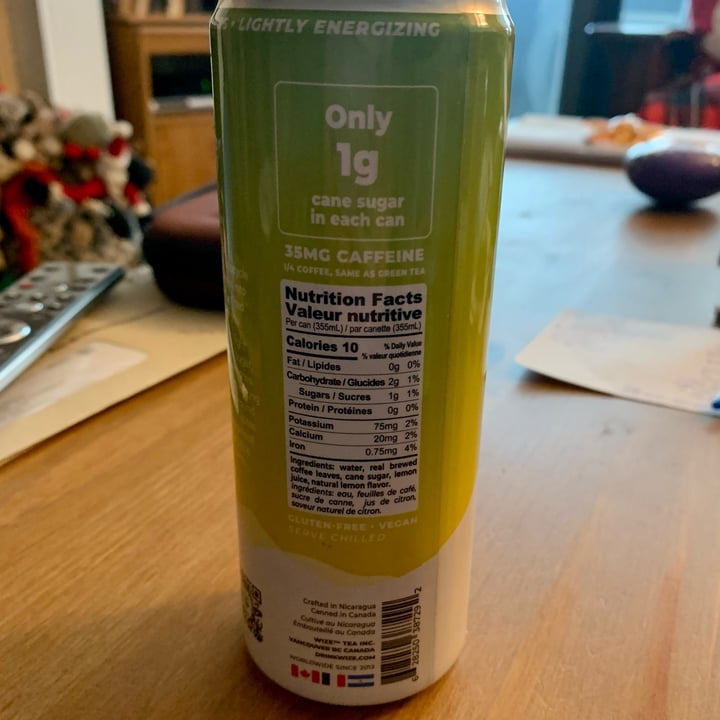 S • LIGHTLY ENERGIZING
Only
1g
cane sugar
in each can
35MG CAFFEINE
1/4 COFFEE, SAME AS GREEN TEA
Nutrition Facts
Valeur nutritive
Per can (355mL) / par canette (355mL)
Calories 10
% Daily Value
% valeur quotidienne
Fat / Lipides 0g 0%
Carbohydrate / Glucides 2g 1%
Sugars / Sucres 1g 1%
Protein / Protéines 0g 0%
Potassium 75mg 2%
Calcium 20mg 2%
Iron 0.75mg 4%
Ingredients: water, real brewed
coffee leaves, cane sugar, lemon
juice, natural lemon flavor.
Ingrédients: eau, feuilles de café,
sucre de canne, jus de citron,
saveur naturel de citron.
GLUTEN-FREE • VEGAN
SERVE CHILLED
Crafted in Nicaragua
Canned in Canada
Cultivé au Nicaragua
Embouteillé au Canada
WIZE™ TEA INC.
VANCOUVER BC CANADA
DRINKWIZE.COM
WORLDWIDE SINCE 2012
6 28250 38729 2